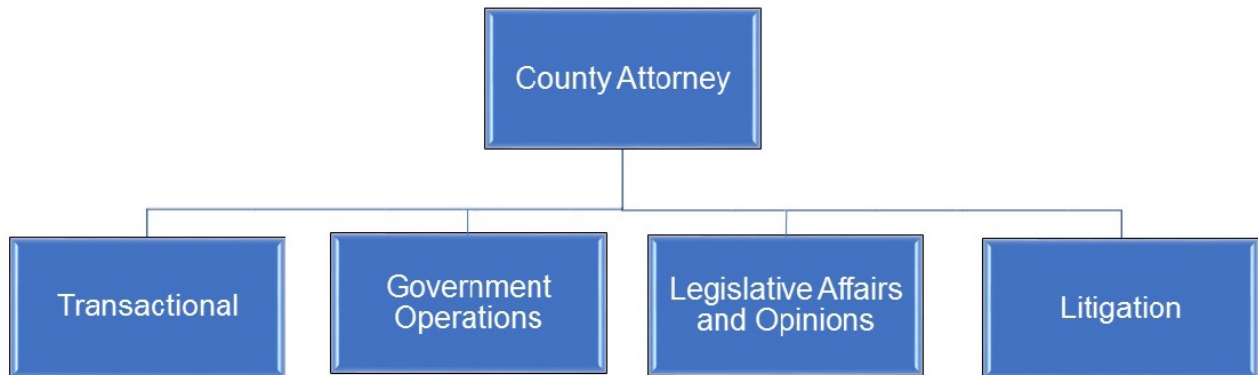 County Attorney
Transactional
Government
Operations
Legislative Affairs
and Opinions
Litigation